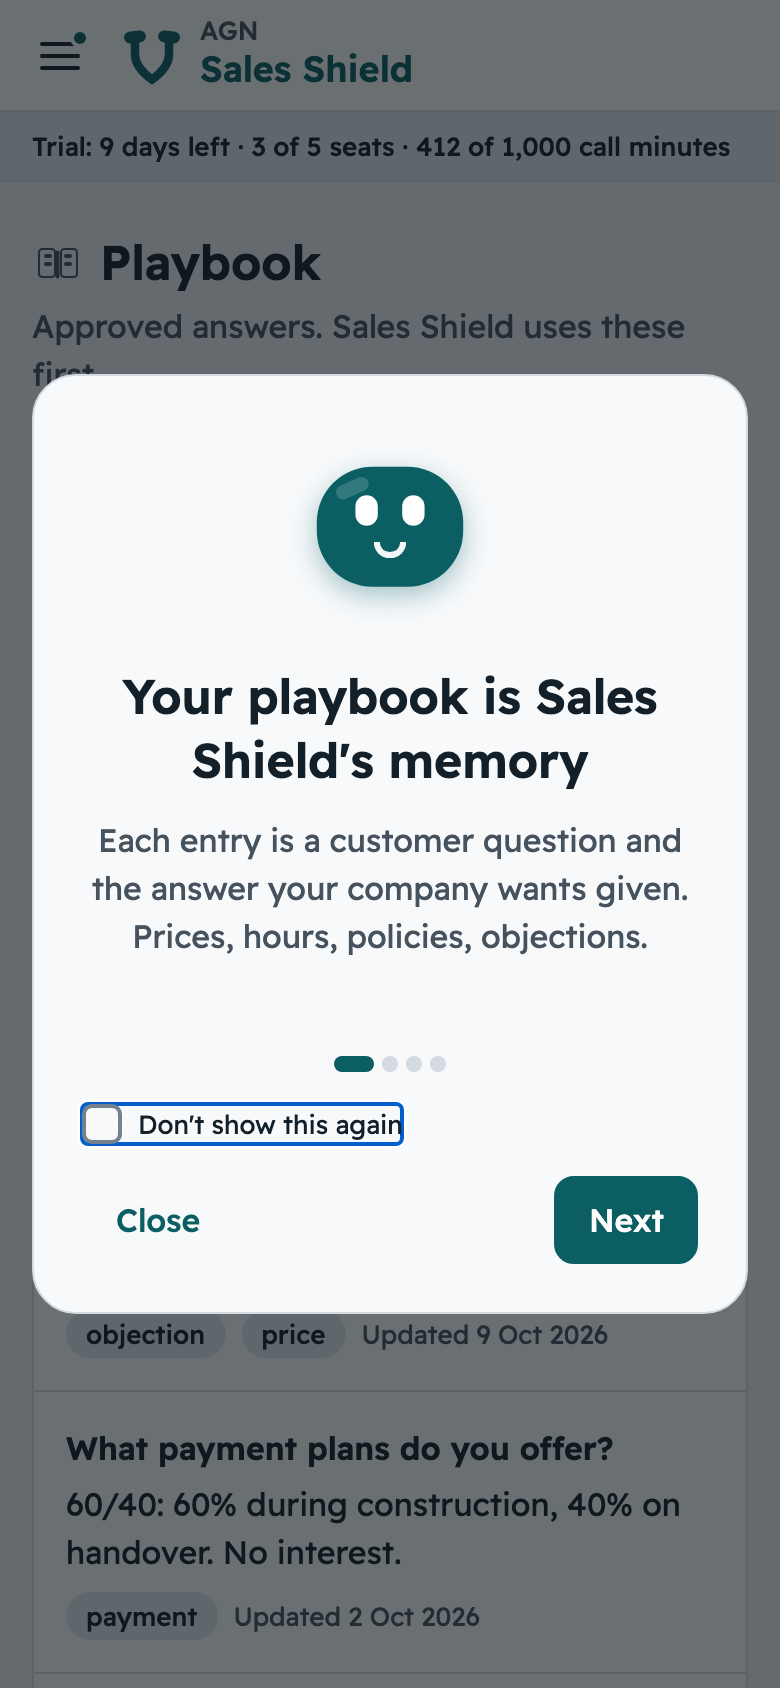 AGN
Sales Shield
Trial: 9 days left · 3 of 5 seats · 412 of 1,000 call minutes
Playbook
Approved answers. Sales Shield uses these
first.
Your playbook is Sales
Shield's memory
Each entry is a customer question and
the answer your company wants given.
Prices, hours, policies, objections.
Don't show this again
Close
Next
objection price Updated 9 Oct 2026
What payment plans do you offer?
60/40: 60% during construction, 40% on
handover. No interest.
payment Updated 2 Oct 2026